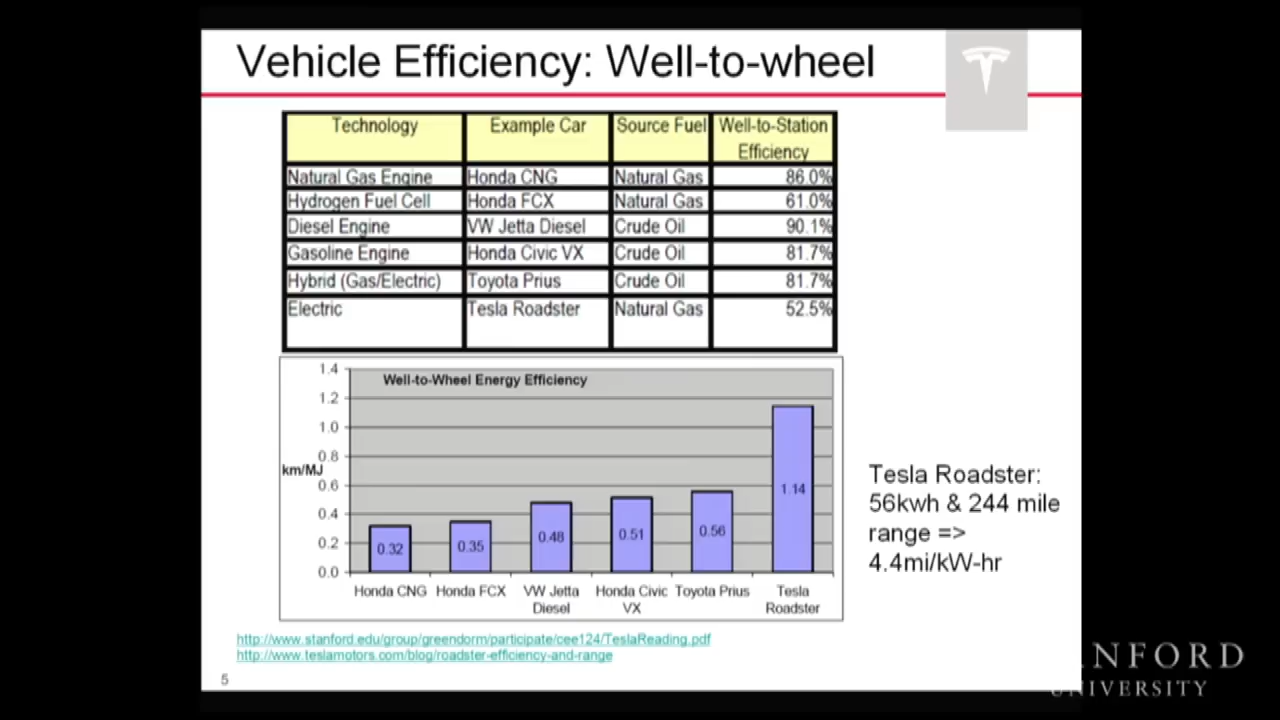 Vehicle Efficiency: Well-to-wheel
Technology Example Car Source Fuel Well-to-Station Efficiency
Natural Gas Engine Honda CNG Natural Gas 86.0%
Hydrogen Fuel Cell Honda FCX Natural Gas 61.0%
Diesel Engine VW Jetta Diesel Crude Oil 90.1%
Gasoline Engine Honda Civic VX Crude Oil 81.7%
Hybrid (Gas/Electric) Toyota Prius Crude Oil 81.7%
Electric Tesla Roadster Natural Gas 52.5%
Well-to-Wheel Energy Efficiency
km/MJ
1.4
1.2
1.0
0.8
0.6
0.4
0.2
0.0
0.32 0.35 0.48 0.51 0.56 1.14
Honda CNG Honda FCX VW Jetta Diesel Honda Civic VX Toyota Prius Tesla Roadster
Tesla Roadster:
56kwh & 244 mile
range =>
4.4mi/kW-hr
http://www.stanford.edu/group/greendorm/participate/cee124/TeslaReading.pdf
http://www.teslamotors.com/blog/roadster-efficiency-and-range
5
ANFORD
UNIVERSITY